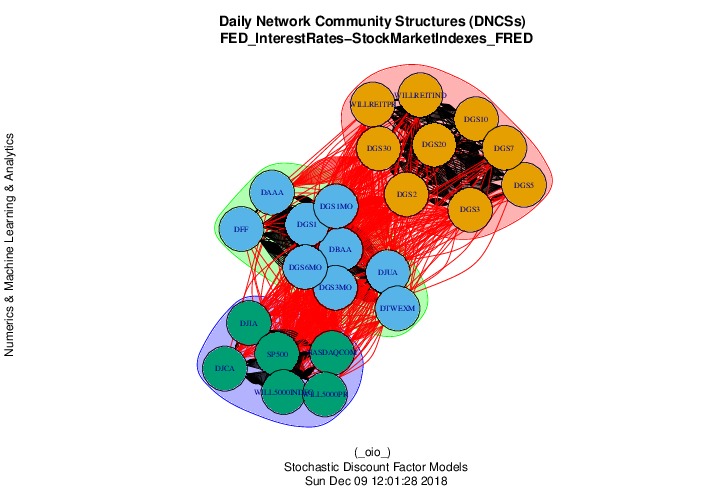 Daily Network Community Structures (DNCSs)
FED_InterestRates−StockMarketIndexes_FRED
Numerics & Machine Learning & Analytics
WILLREITIND
WILLREITPR
DGS10
DGS30
DGS20
DGS7
DGS5
DGS2
DGS3
DAAA
DGS1MO
DFF
DGS1
DBAA
DGS6MO
DJUA
DGS3MO
DTWEXM
DJIA
SP500
NASDAQCOM
DJCA
WILL5000INDFC
WILL5000PR
(_oio_)
Stochastic Discount Factor Models
Sun Dec 09 12:01:28 2018